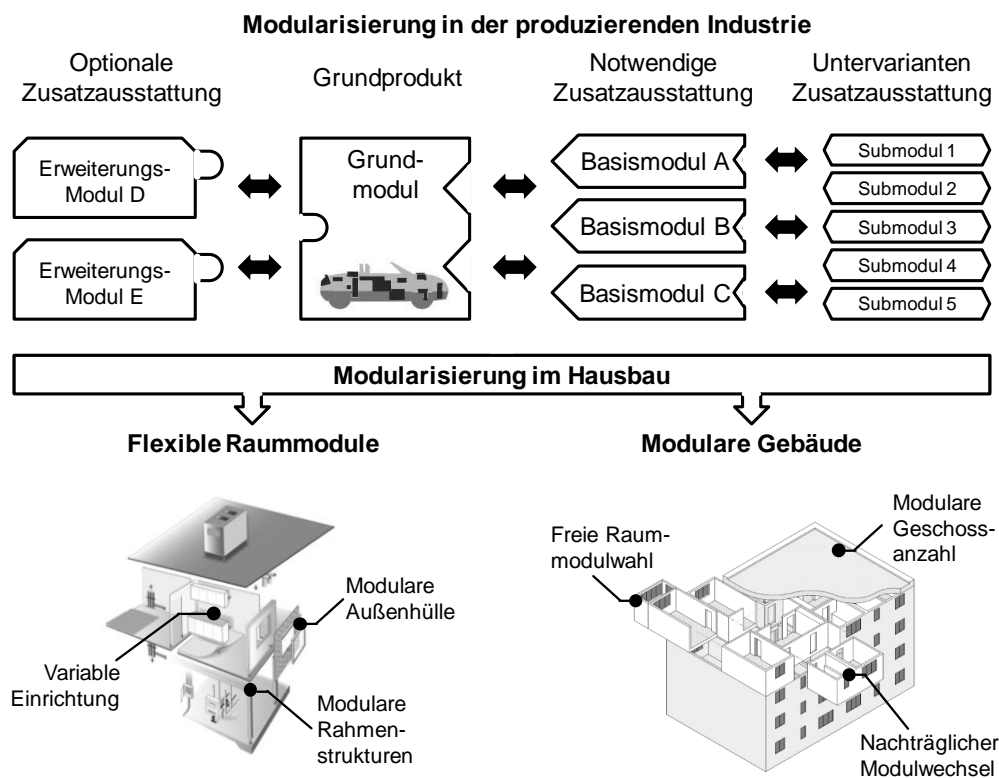 Modularisierung in der produzierenden Industrie
Optionale
Zusatzausstattung
Grundprodukt
Notwendige
Zusatzausstattung
Untervarianten
Zusatzausstattung
Erweiterungs-
Modul D
Erweiterungs-
Modul E
Grund-
modul
Basismodul A
Basismodul B
Basismodul C
Submodul 1
Submodul 2
Submodul 3
Submodul 4
Submodul 5
Modularisierung im Hausbau
Flexible Raummodule
Modulare Außenhülle
Variable
Einrichtung
Modulare
Rahmen-
strukturen
Modulare Gebäude
Freie Raum-
modulwahl
Modulare
Geschoss-
anzahl
Nachträglicher
Modulwechsel